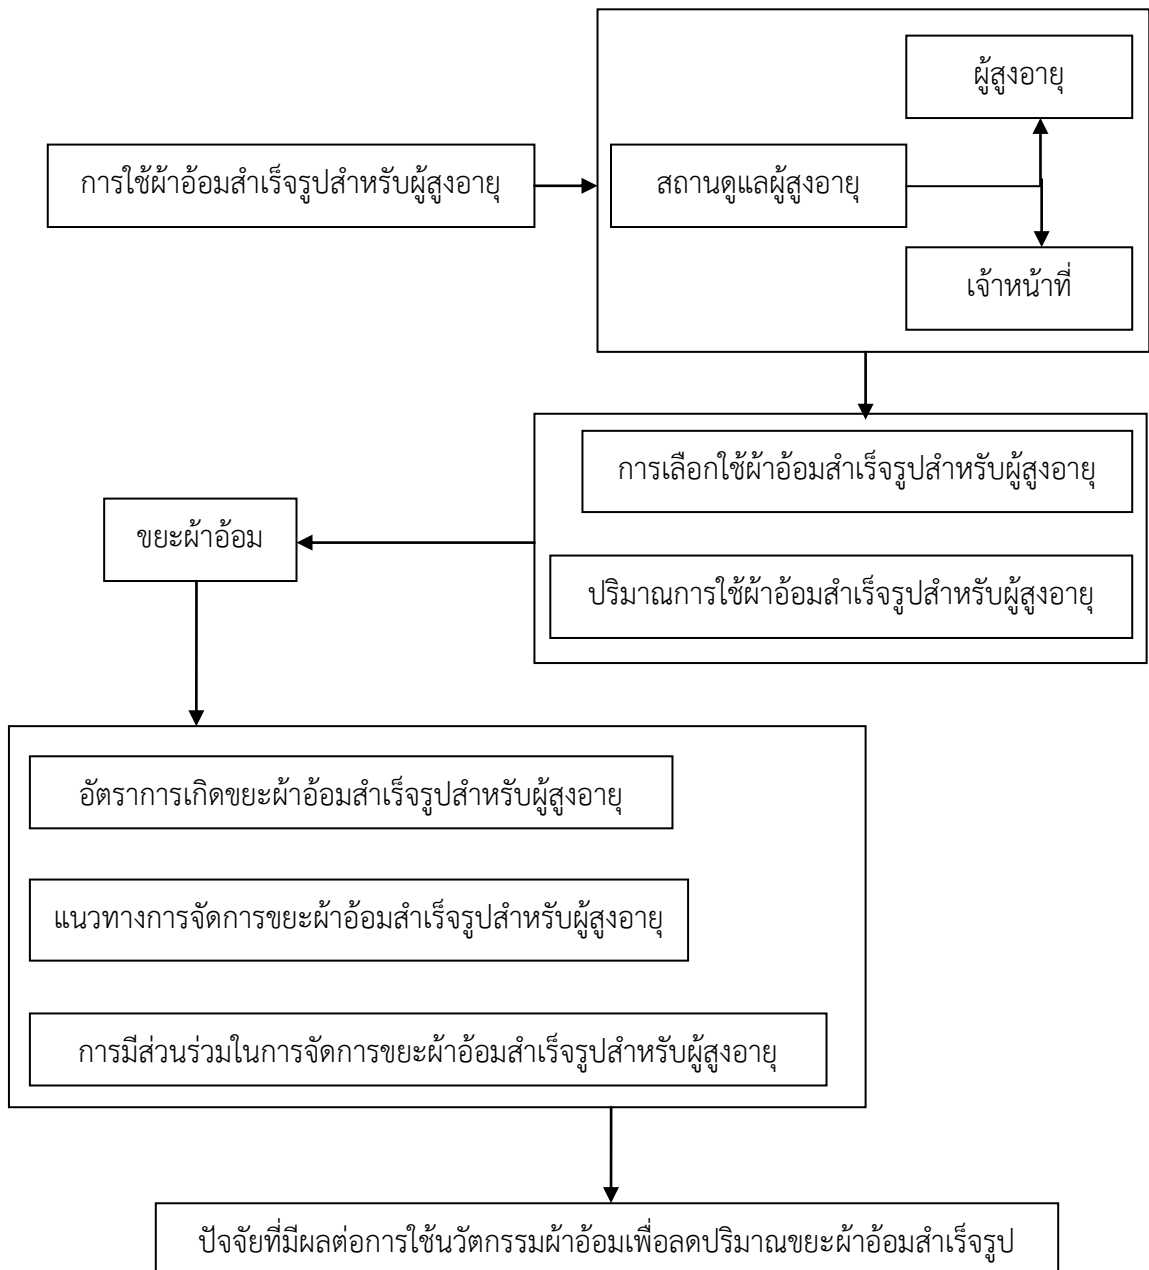 ผู้สูงอายุ
การใช้ผ้าอ้อมสำเร็จรูปสำหรับผู้สูงอายุ
สถานดูแลผู้สูงอายุ
เจ้าหน้าที่
การเลือกใช้ผ้าอ้อมสำเร็จรูปสำหรับผู้สูงอายุ
ขยะผ้าอ้อม
ปริมาณการใช้ผ้าอ้อมสำเร็จรูปสำหรับผู้สูงอายุ
อัตราการเกิดขยะผ้าอ้อมสำเร็จรูปสำหรับผู้สูงอายุ
แนวทางการจัดการขยะผ้าอ้อมสำเร็จรูปสำหรับผู้สูงอายุ
การมีส่วนร่วมในการจัดการขยะผ้าอ้อมสำเร็จรูปสำหรับผู้สูงอายุ
ปัจจัยที่มีผลต่อการใช้นวัตกรรมผ้าอ้อมเพื่อลดปริมาณขยะผ้าอ้อมสำเร็จรูป